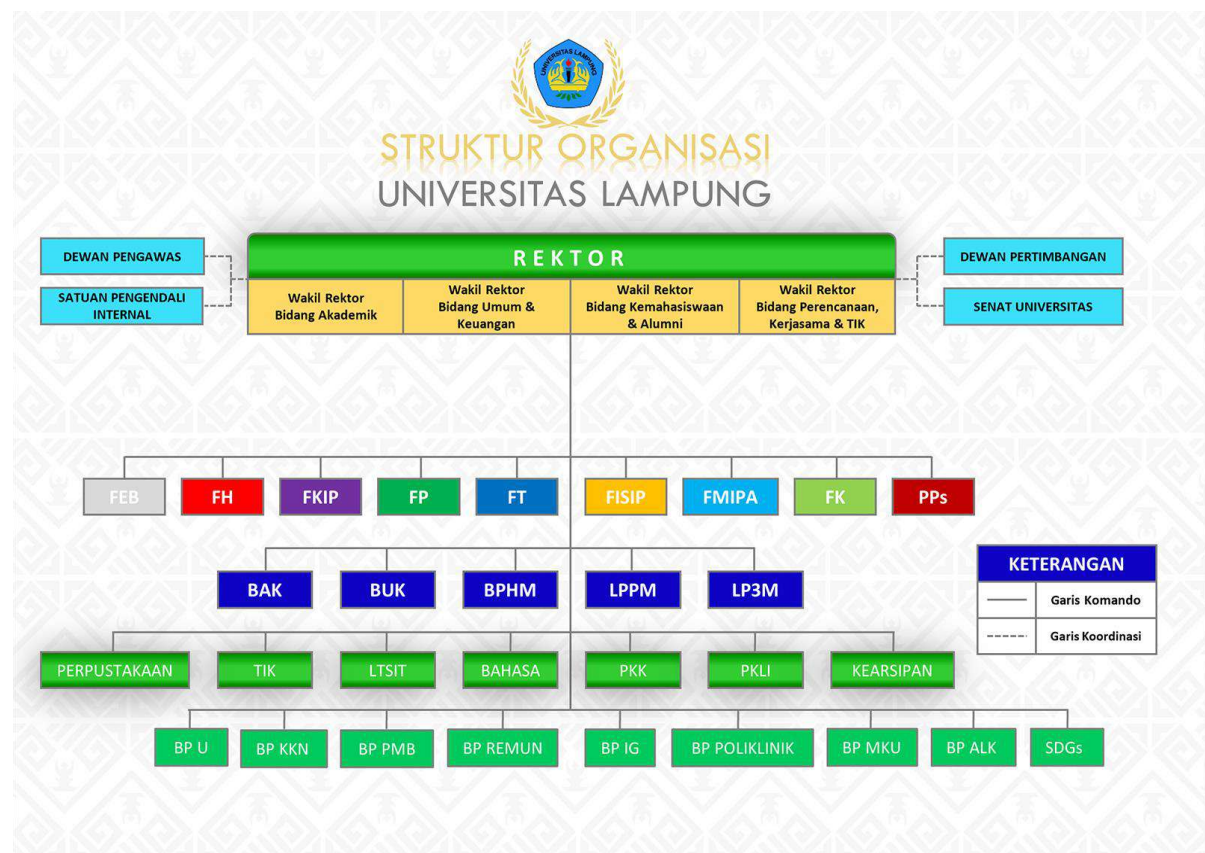 UNIVERSITAS LAMPUNG
STRUKTUR ORGANISASI
UNIVERSITAS LAMPUNG
DEWAN PENGAWAS
SATUAN PENGENDALI
INTERNAL
REKTOR
Wakil Rektor
Bidang Akademik
Wakil Rektor
Bidang Umum &
Keuangan
Wakil Rektor
Bidang Kemahasiswaan
& Alumni
Wakil Rektor
Bidang Perencanaan,
Kerjasama & TIK
DEWAN PERTIMBANGAN
SENAT UNIVERSITAS
FEB
FH
FKIP
FP
FT
FISIP
FMIPA
FK
PPs
BAK
BUK
BPHM
LPPM
LP3M
KETERANGAN
Garis Komando
Garis Koordinasi
PERPUSTAKAAN
TIK
LTSIT
BAHASA
PKK
PKLI
KEARSIPAN
BP U
BP KKN
BP PMB
BP REMUN
BP IG
BP POLIKLINIK
BP MKU
BP ALK
SDGs